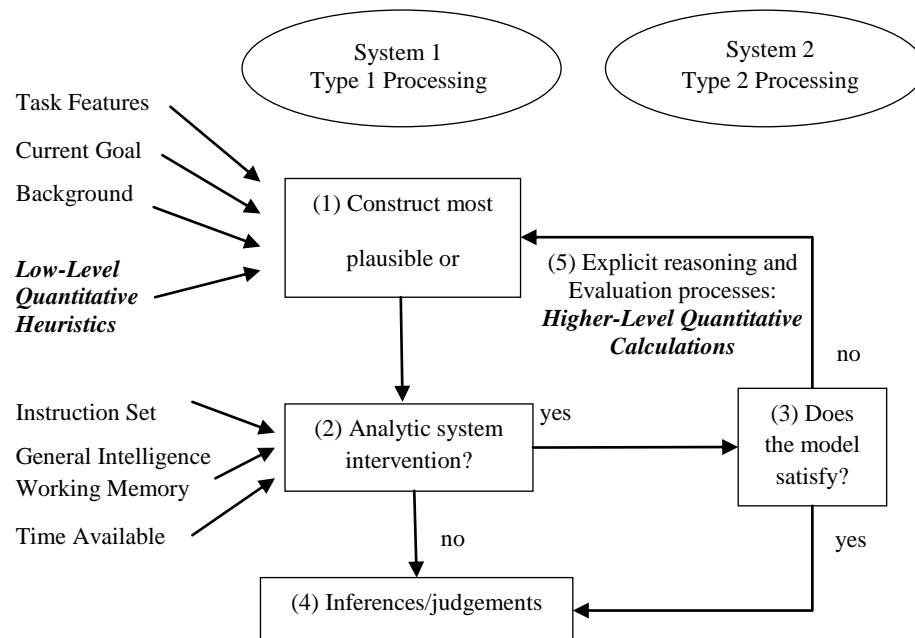 System 1
Type 1 Processing
System 2
Type 2 Processing
Task Features
Current Goal
Background
Low-Level
Quantitative
Heuristics
(1) Construct most
plausible or
(5) Explicit reasoning and
Evaluation processes:
Higher-Level Quantitative
Calculations
no
Instruction Set
General Intelligence
Working Memory
Time Available
(2) Analytic system
intervention?
yes
(3) Does
the model
satisfy?
no
yes
(4) Inferences/judgements